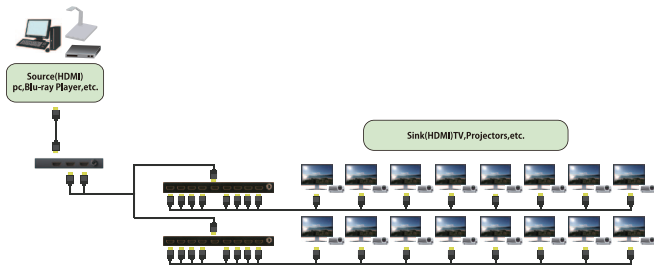 Source(HDMI)
pc,Blu-ray Player,etc.
Sink(HDMI)TV,Projectors,etc.